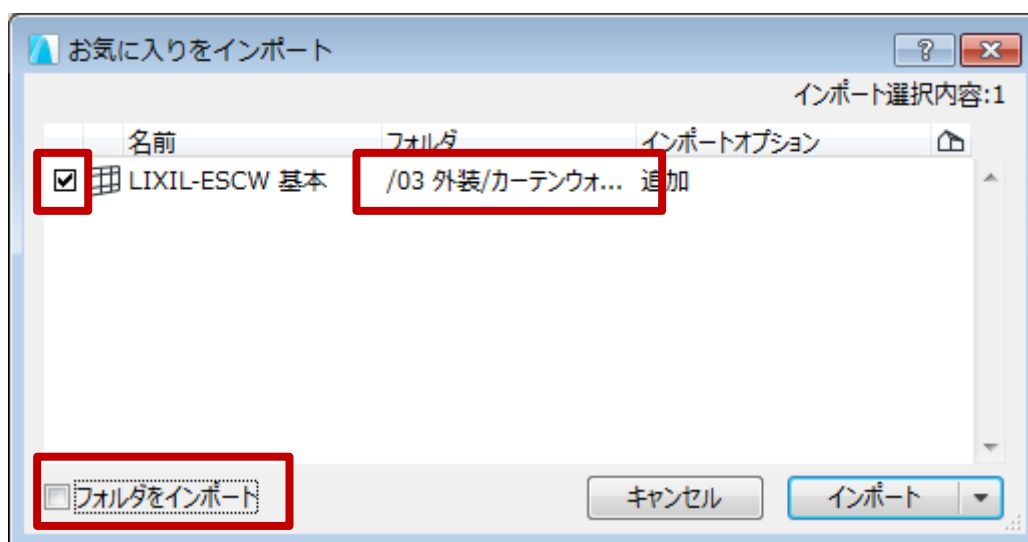 お気に入りをインポート
インポート選択内容:1
名前 フォルダ インポートオプション
LIXIL-ESCW 基本 /03 外装/カーテンウォ... 追加
フォルダをインポート キャンセル インポート